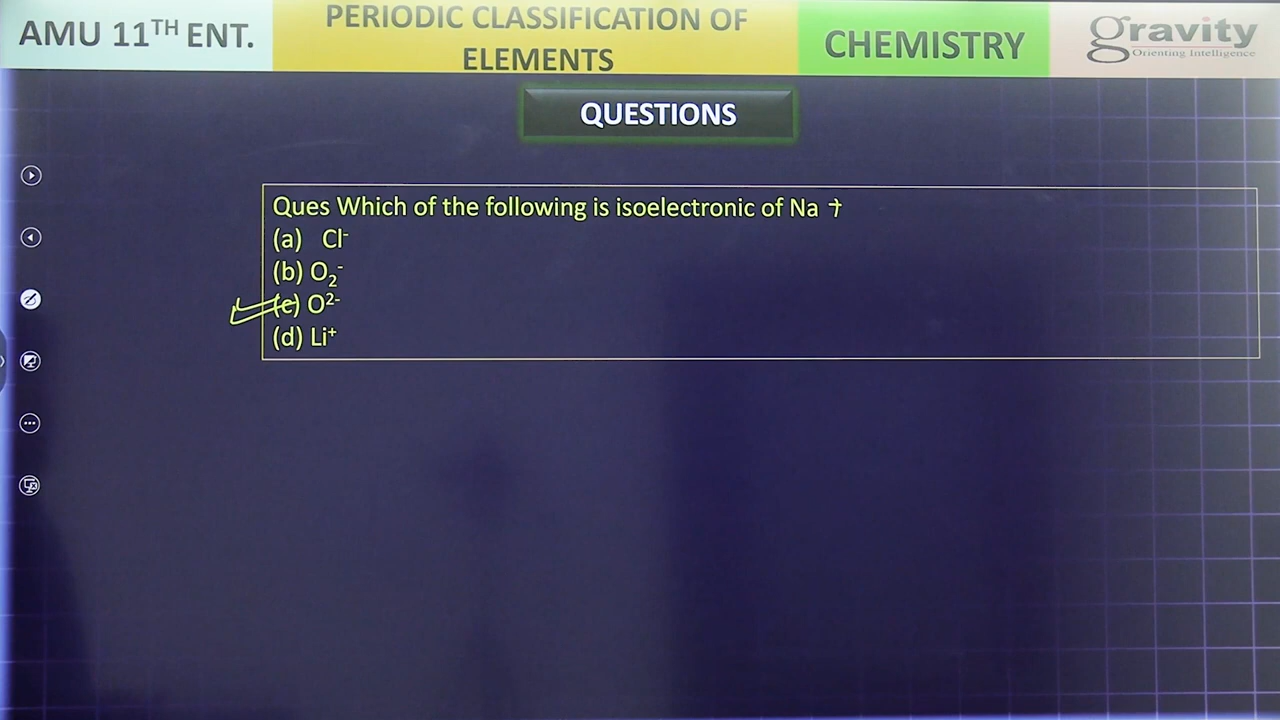 AMU 11TH ENT.
PERIODIC CLASSIFICATION OF
ELEMENTS
CHEMISTRY
gravity
Orienting Intelligence
QUESTIONS
Ques Which of the following is isoelectronic of Na +
(a) Cl⁻
(b) O₂⁻
(c) O²⁻
(d) Li⁺